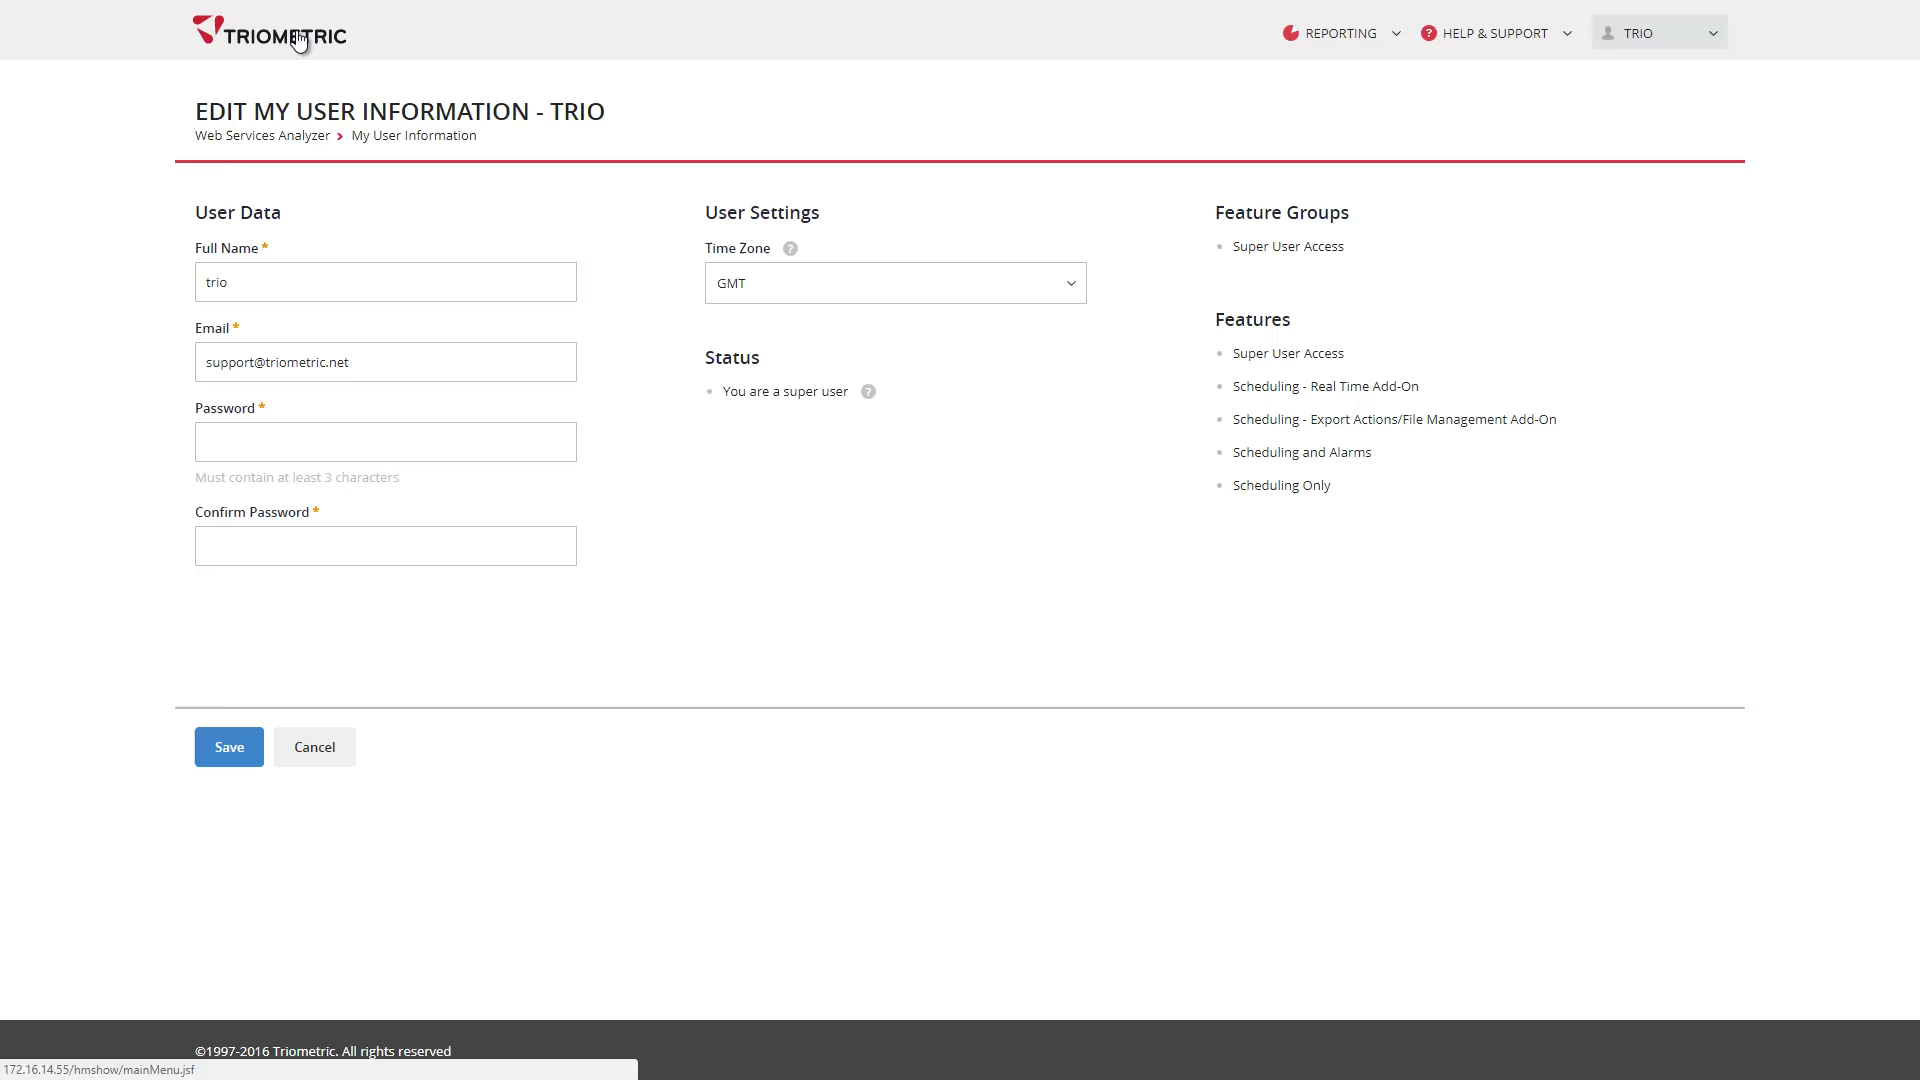 TRIOMETRIC
REPORTING
HELP & SUPPORT
TRIO
EDIT MY USER INFORMATION - TRIO
Web Services Analyzer
My User Information
User Data
Full Name *
trio
Email *
support@triometric.net
Password *
Must contain at least 3 characters
Confirm Password *
User Settings
Time Zone ?
GMT
Status
You are a super user ?
Feature Groups
Super User Access
Features
Super User Access
Scheduling - Real Time Add-On
Scheduling - Export Actions/File Management Add-On
Scheduling and Alarms
Scheduling Only
Save
Cancel
©1997-2016 Triometric. All rights reserved
172.16.14.55/hmshow/mainMenu.jsf